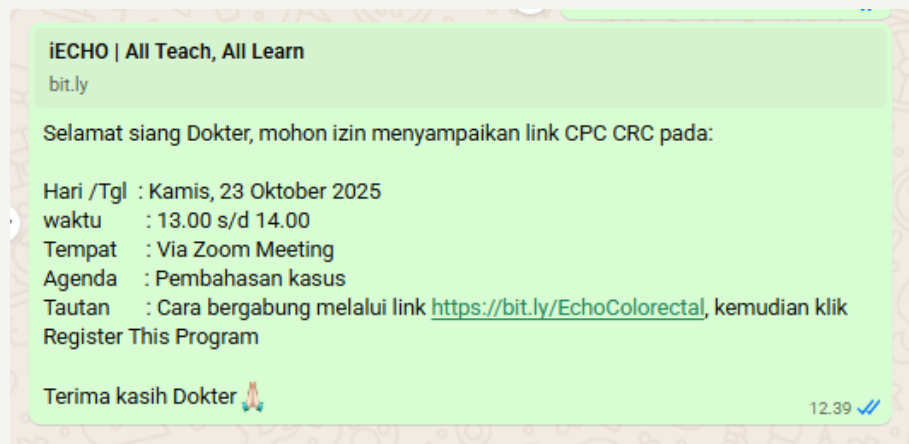 iECHO | All Teach, All Learn
bit.ly
Selamat siang Dokter, mohon izin menyampaikan link CPC CRC pada:
Hari /Tgl : Kamis, 23 Oktober 2025
waktu : 13.00 s/d 14.00
Tempat : Via Zoom Meeting
Agenda : Pembahasan kasus
Tautan : Cara bergabung melalui link https://bit.ly/EchoColorectal, kemudian klik
Register This Program
Terima kasih Dokter 🙏🏻
12.39